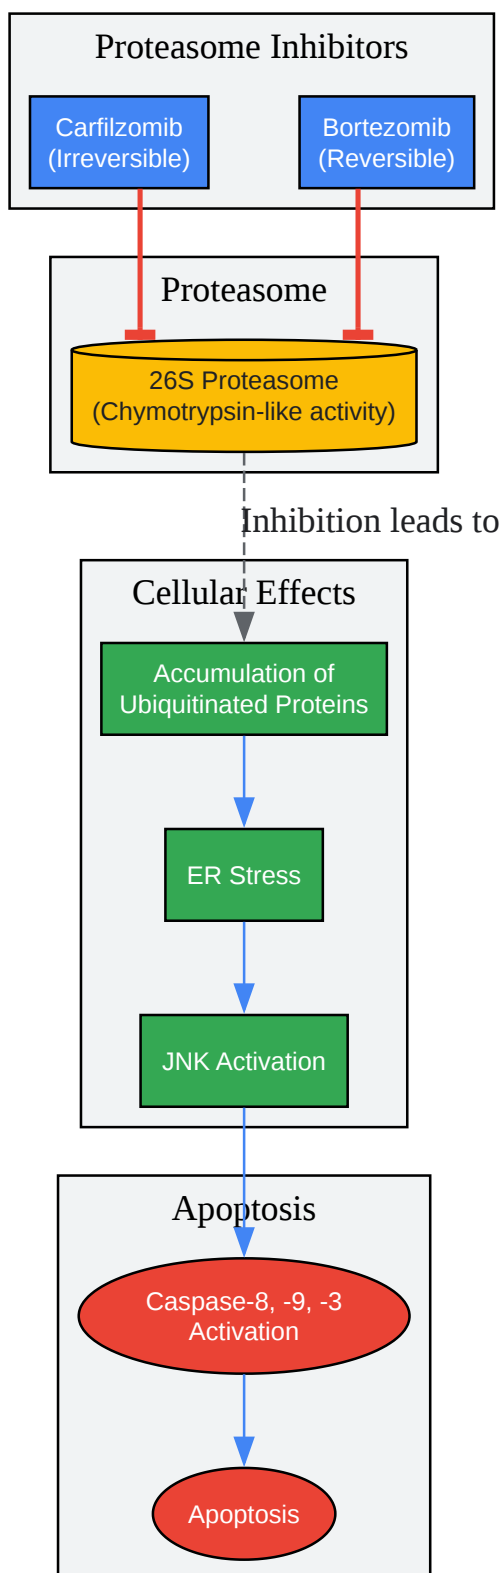 Proteasome Inhibitors
Carfilzomib
(Irreversible)
Bortezomib
(Reversible)
Proteasome
26S Proteasome
(Chymotrypsin-like activity)
Inhibition leads to
Cellular Effects
Accumulation of
Ubiquitinated Proteins
ER Stress
JNK Activation
Apoptosis
Caspase-8, -9, -3
Activation
Apoptosis